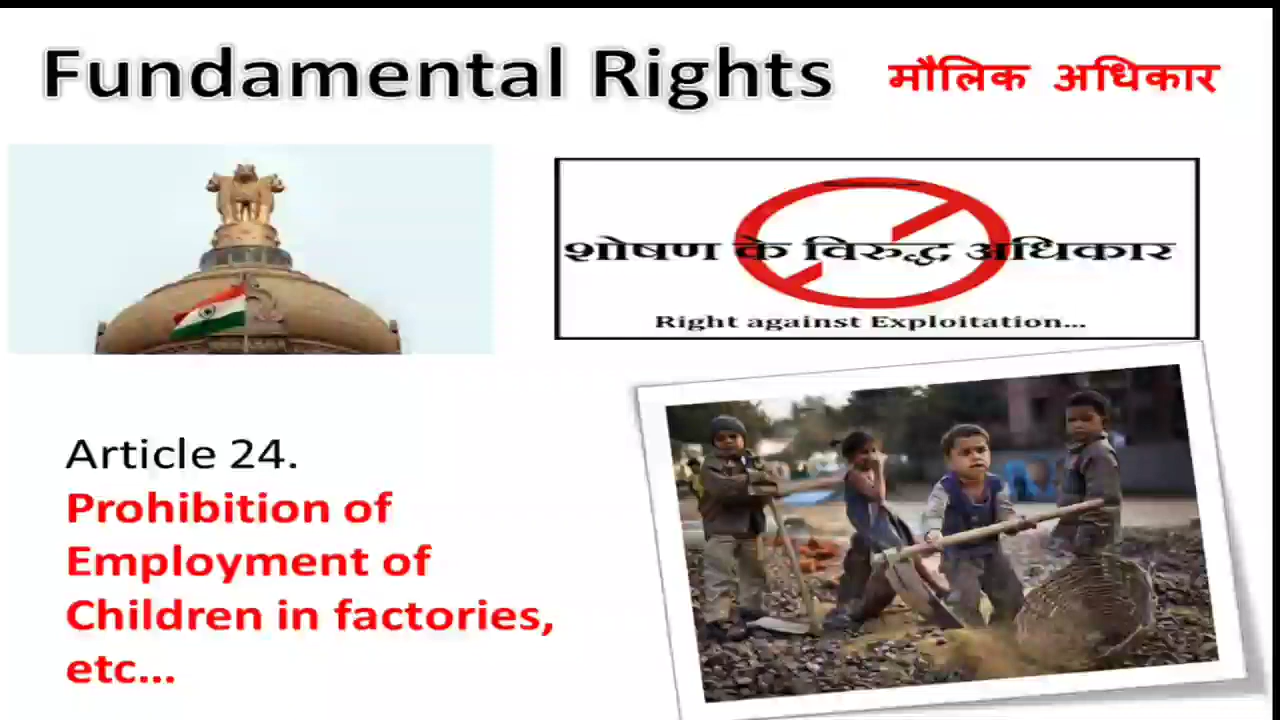 Fundamental Rights मौलिक अधिकार
शोषण के विरुद्ध अधिकार
Right against Exploitation...
Article 24.
Prohibition of
Employment of
Children in factories,
etc...